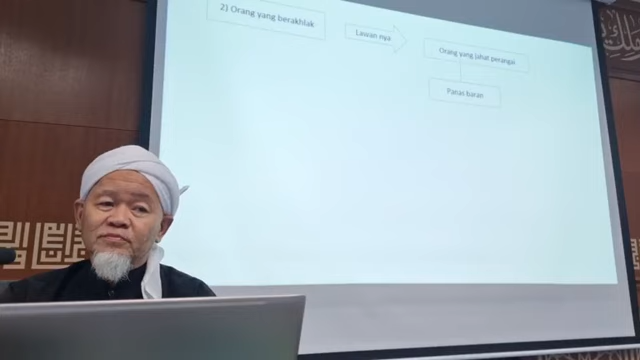 2) Orang yang berakhlak
Lawan nya
Orang yang jahat perangai
Panas baran